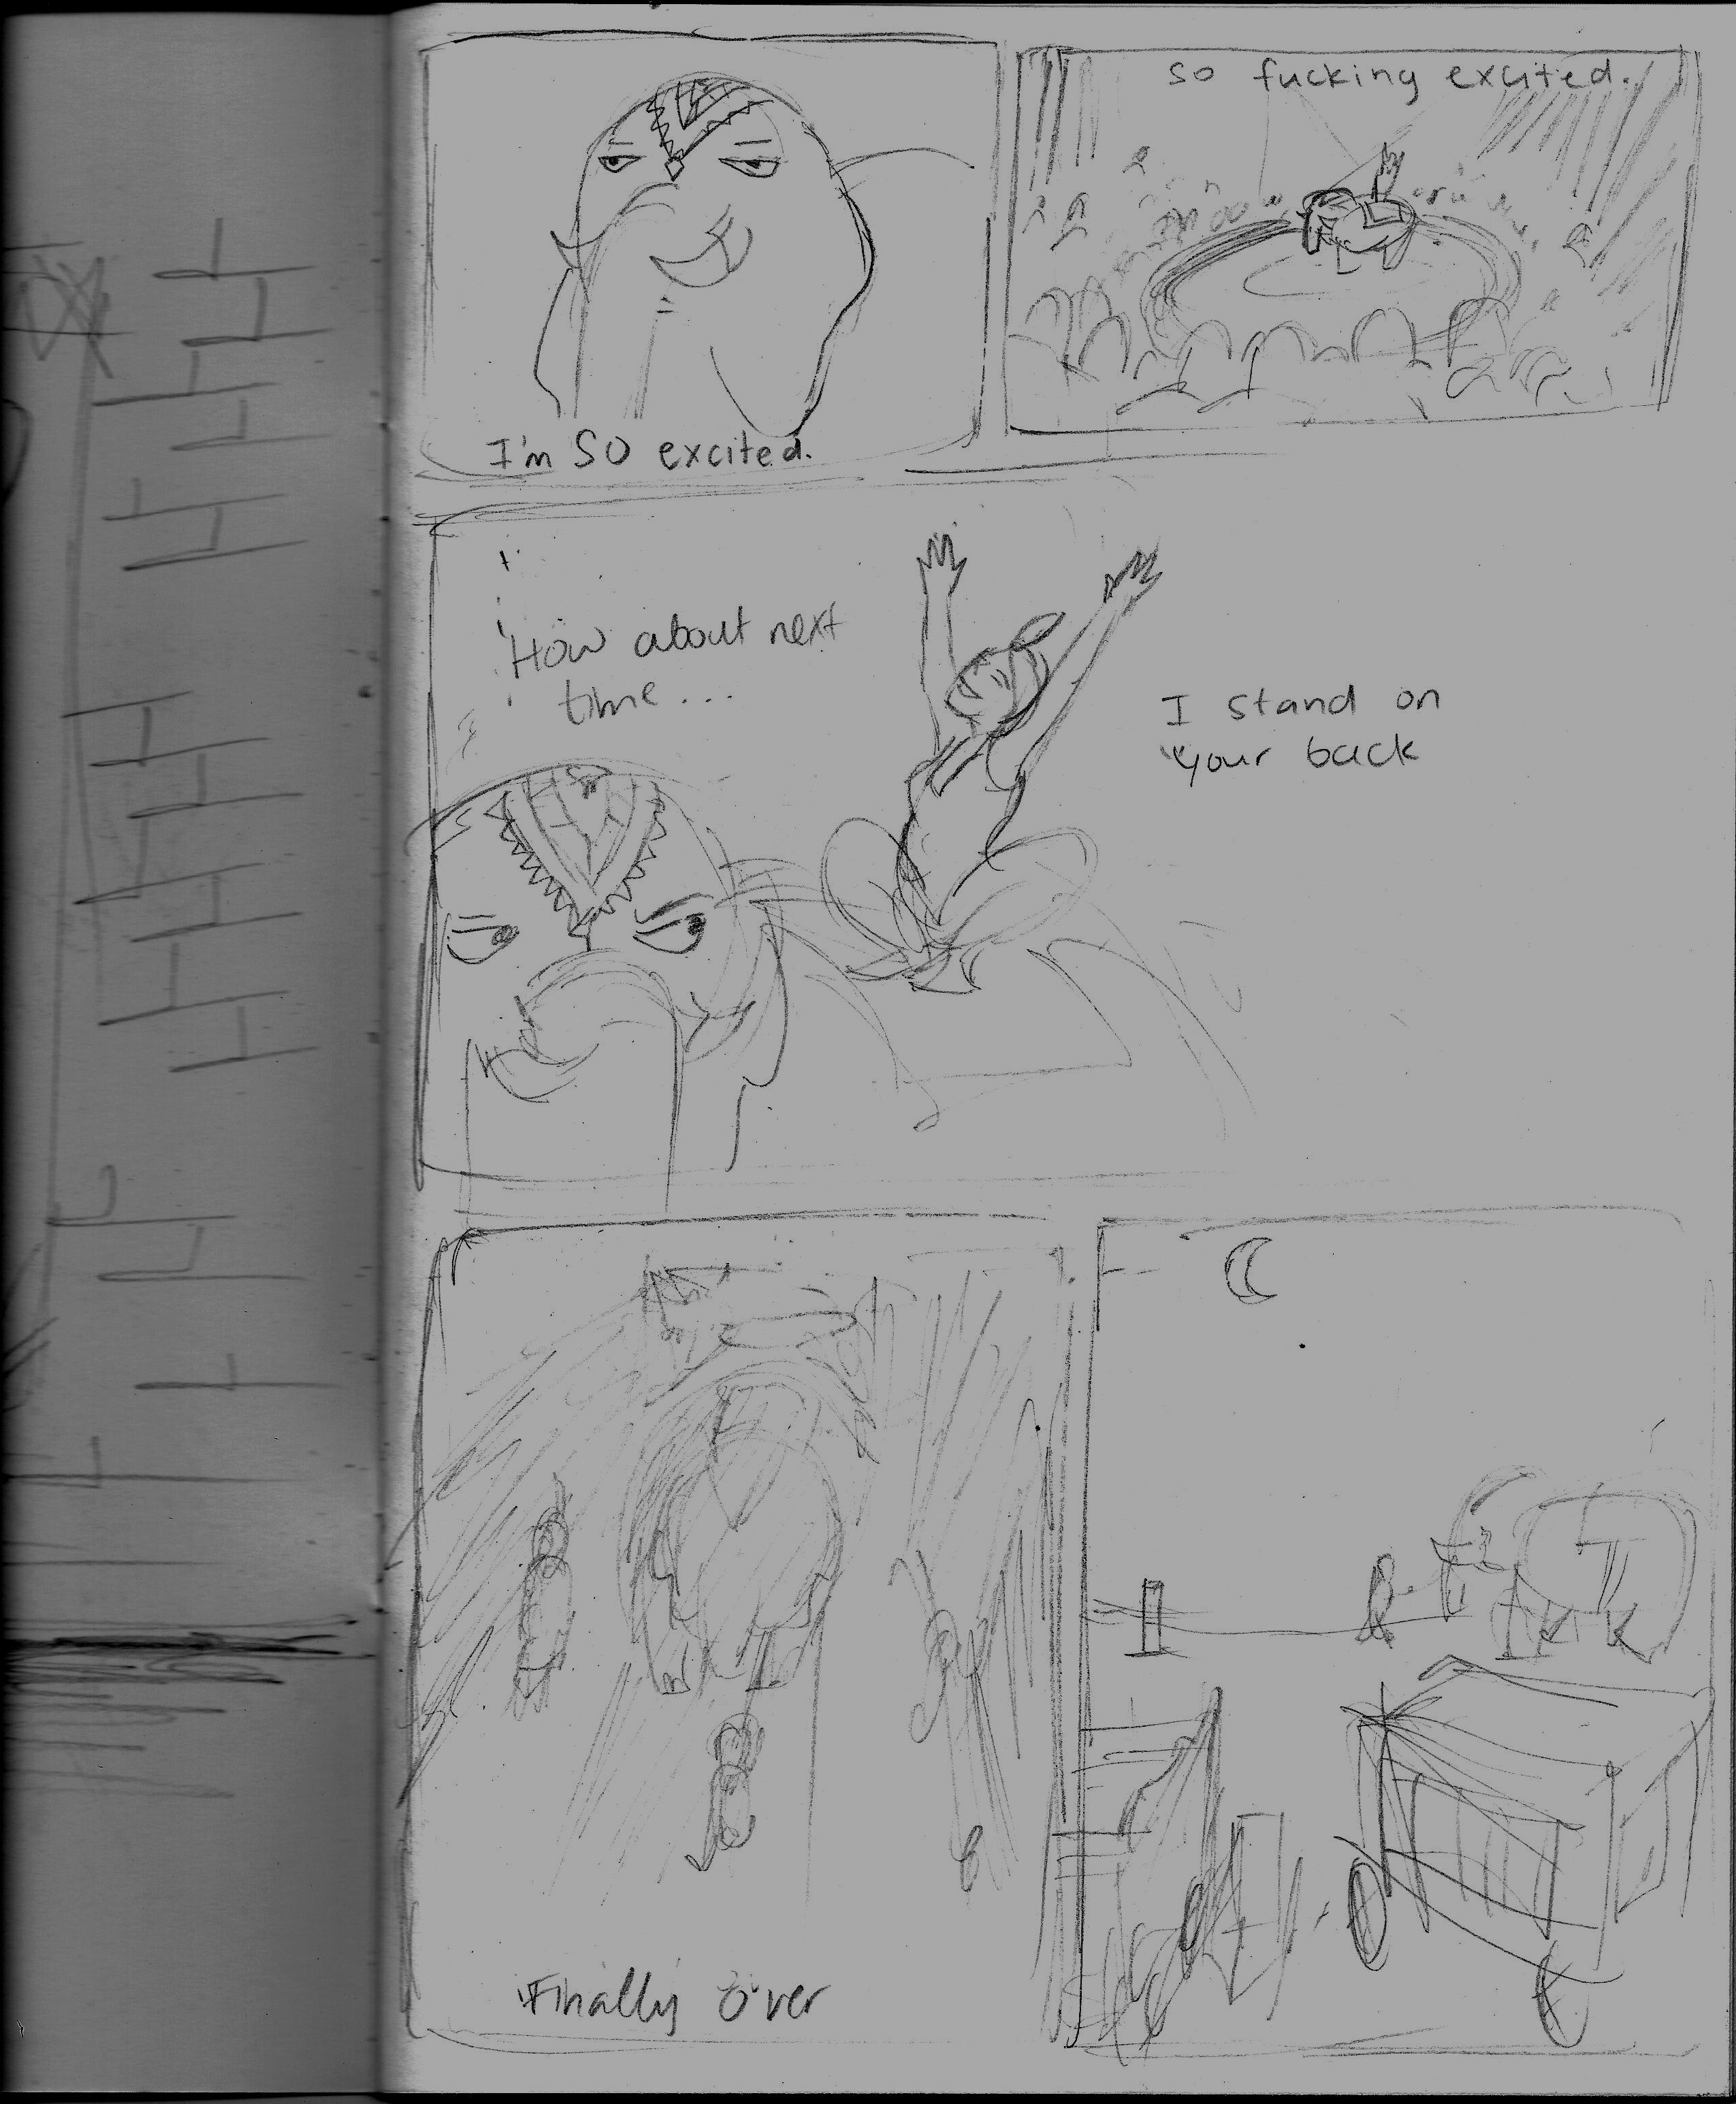 I'm SO excited.
so fucking excited.
How about next
time...
I stand on
your back
Finally over